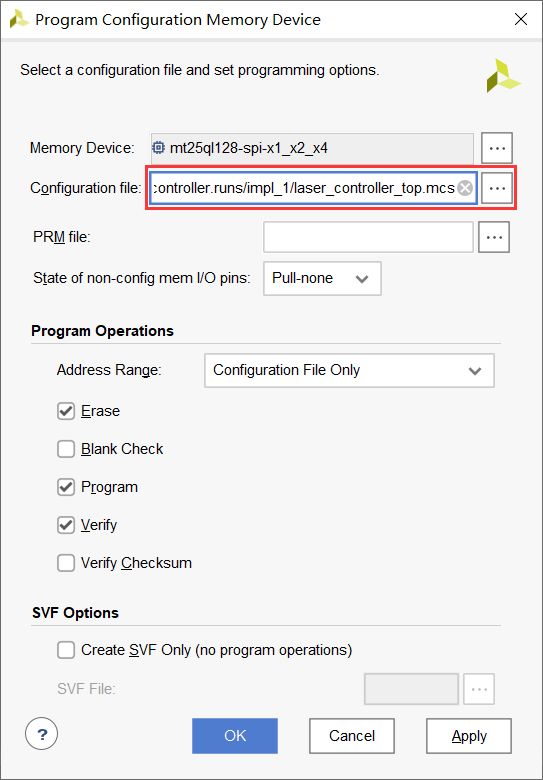 Program Configuration Memory Device
Select a configuration file and set programming options.
Memory Device: mt25ql128-spi-x1_x2_x4 ...
Configuration file: :ontroller.runs/impl_1/laser_controller_top.mcs ...
PRM file: ...
State of non-config mem I/O pins: Pull-none
Program Operations
Address Range: Configuration File Only
Erase
Blank Check
Program
Verify
Verify Checksum
SVF Options
Create SVF Only (no program operations)
SVF File: ...
? OK Cancel Apply